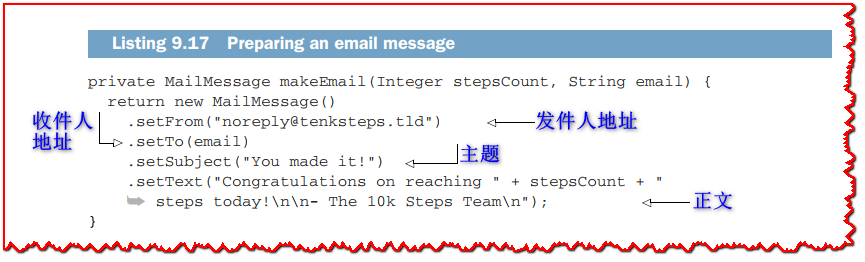 Listing 9.17 Preparing an email message
private MailMessage makeEmail(Integer stepsCount, String email) {
return new MailMessage()
.setFrom("noreply@tenksteps.tld")
发件人地址
收件人
地址
.setTo(email)
.setSubject("You made it!")
主题
.setText("Congratulations on reaching " + stepsCount + "
steps today!\n\n- The 10k Steps Team\n");
正文
}